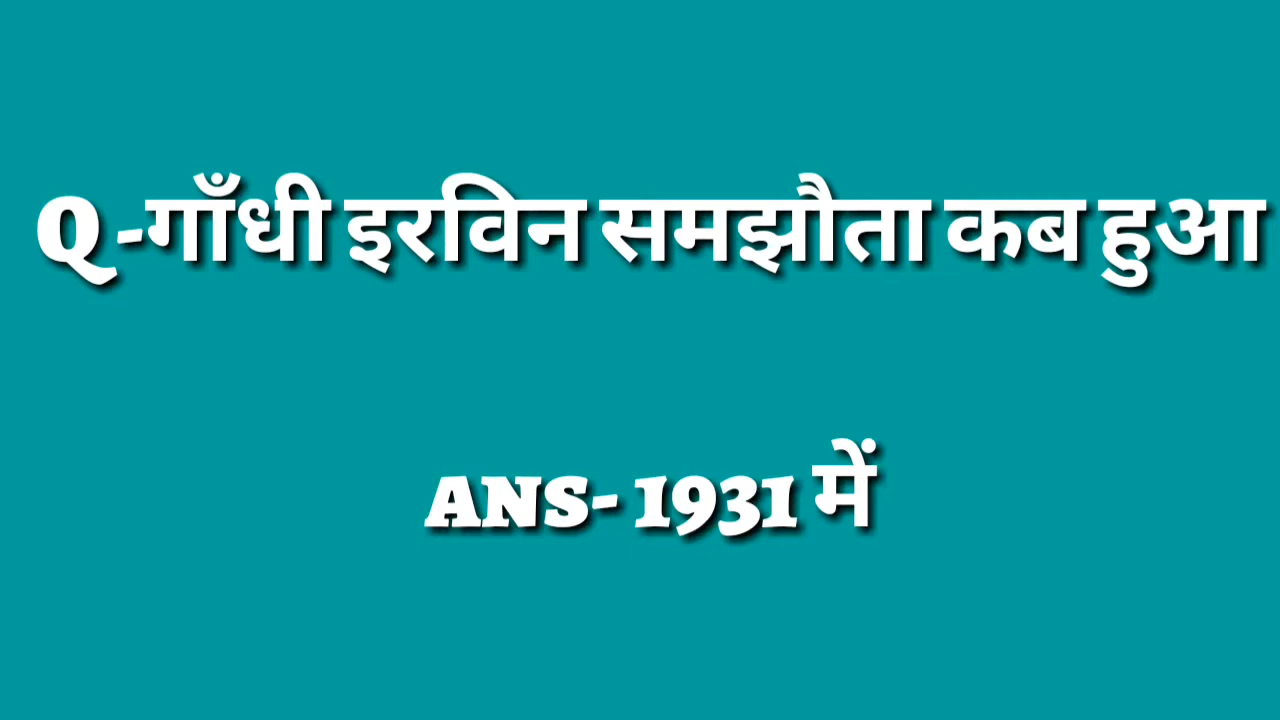 Q -गाँधी इरविन समझौता कब हुआ
ANS- 1931 में